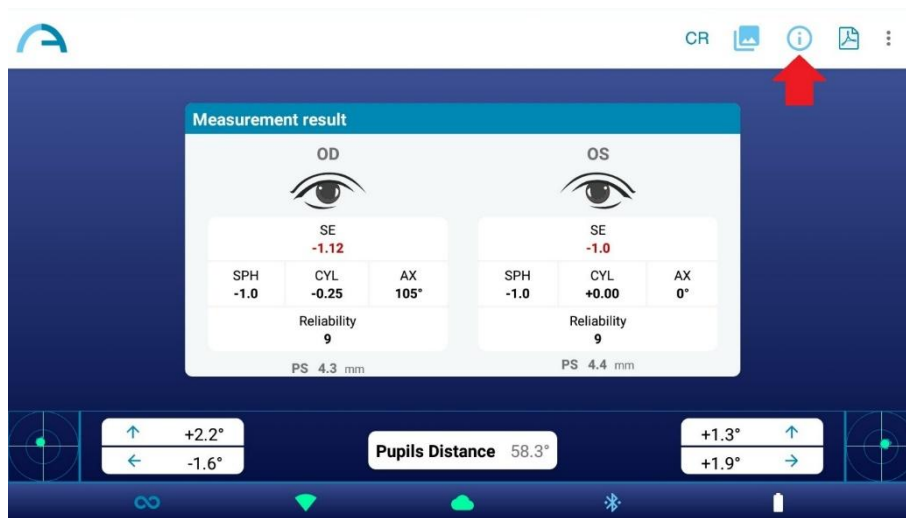 CR
Measurement result
OD OS
SE SE
-1.12 -1.0
SPH CYL AX SPH CYL AX
-1.0 -0.25 105° -1.0 +0.00 0°
Reliability Reliability
9 9
PS 4.3 mm PS 4.4 mm
+2.2° +1.3°
Pupils Distance 58.3°
-1.6° +1.9°